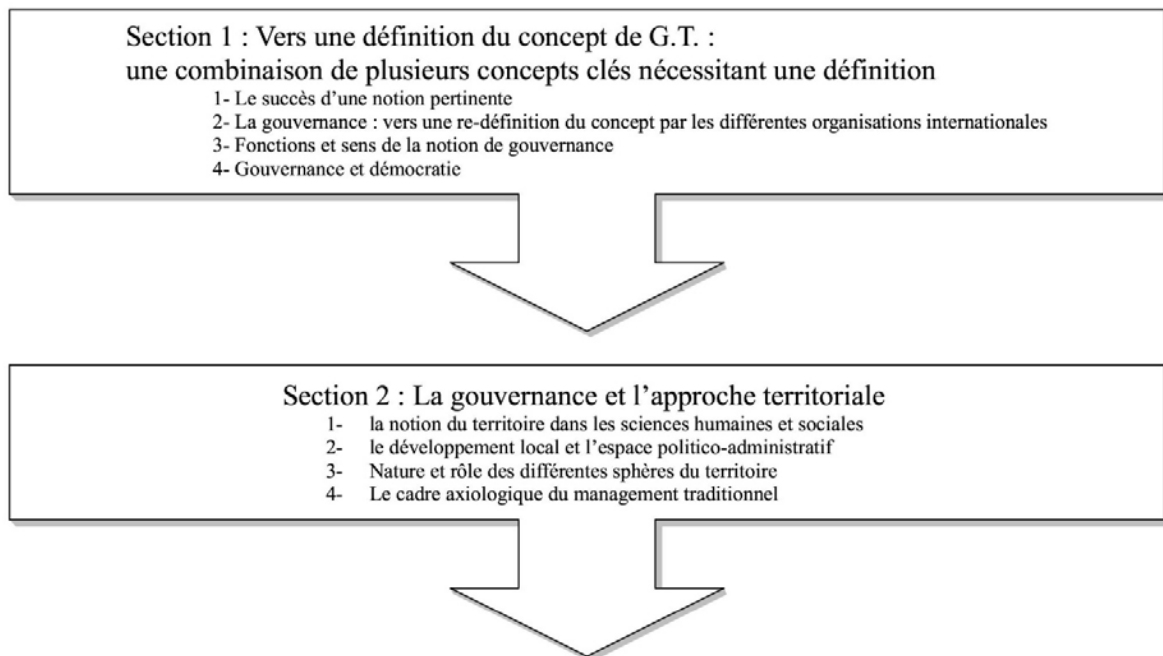 Section 1 : Vers une définition du concept de G.T. :
une combinaison de plusieurs concepts clés nécessitant une définition
1- Le succès d’une notion pertinente
2- La gouvernance : vers une re-définition du concept par les différentes organisations internationales
3- Fonctions et sens de la notion de gouvernance
4- Gouvernance et démocratie
Section 2 : La gouvernance et l’approche territoriale
1- la notion du territoire dans les sciences humaines et sociales
2- le développement local et l’espace politico-administratif
3- Nature et rôle des différentes sphères du territoire
4- Le cadre axiologique du management traditionnel